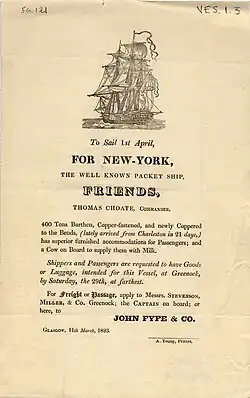 56.121
VES. 1. 3
To Sail 1st April,
FOR NEW-YORK,
THE WELL KNOWN PACKET SHIP,
FRIENDS,
THOMAS CHOATE, COMMANDER.
400 Tons Burthen, Copper-fastened, and newly Coppered
to the Bends, (lately arrived from Charleston in 21 days,)
has superior furnished accommodations for Passengers; and
a Cow on Board to supply them with Milk.
Shippers and Passengers are requested to have Goods
or Luggage, intended for this Vessel, at Greenock,
by Saturday, the 29th, at farthest.
For Freight or Passage, apply to Messrs. STEVENSON,
MILLER, & Co. Greenock; the CAPTAIN on board; or
here, to
JOHN FYFE & CO.
GLASGOW, 11th March, 1823.
A. Young, Printer.